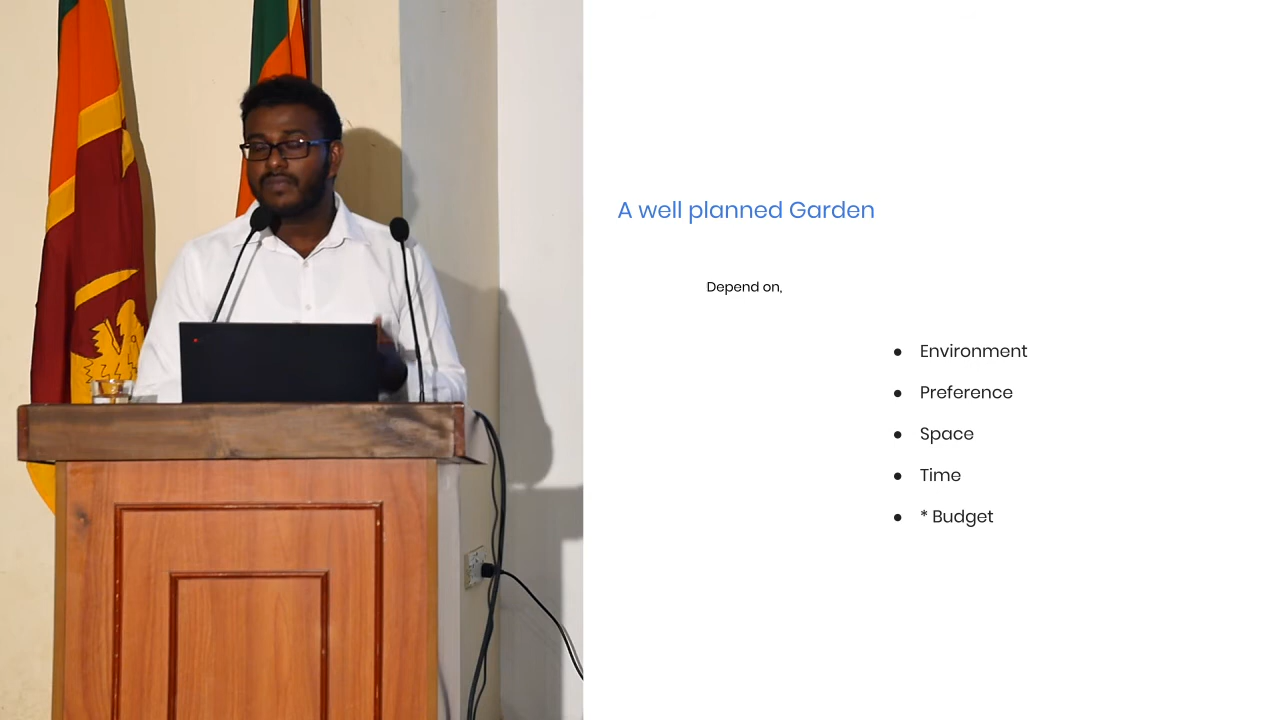 A well planned Garden
Depend on,
● Environment
● Preference
● Space
● Time
● * Budget